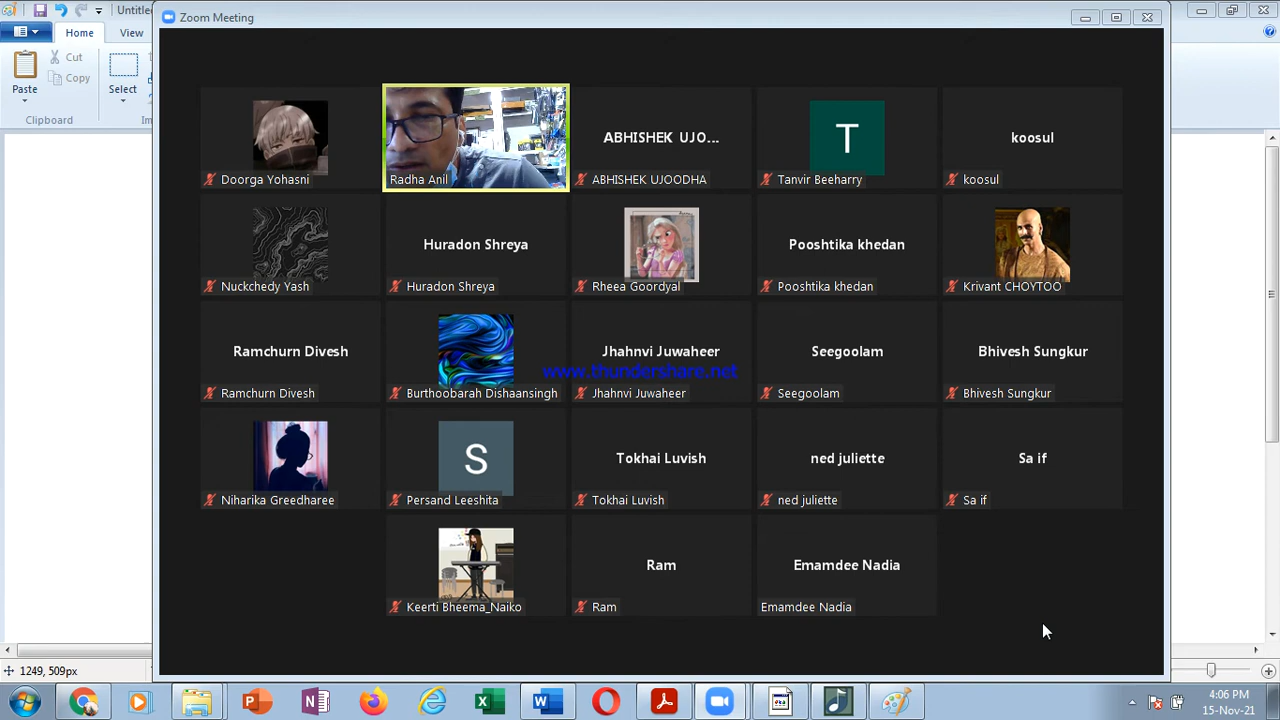 Untitle
Zoom Meeting
Home
View
Cut
Copy
Paste
Select
Clipboard
Im
Doorga Yohasni
Radha Anil
ABHISHEK UJO...
ABHISHEK UJOODHA
T
Tanvir Beeharry
koosul
koosul
Nuckchedy Yash
Huradon Shreya
Huradon Shreya
Rheea Goordyal
Pooshtika khedan
Pooshtika khedan
Krivant CHOYTOO
Ramchurn Divesh
Ramchurn Divesh
Burthoobarah Dishaansingh
Jhahnvi Juwaheer
www.thundershare.net
Jhahnvi Juwaheer
Seegoolam
Seegoolam
Bhivesh Sungkur
Bhivesh Sungkur
Niharika Greedharee
S
Persand Leeshita
Tokhai Luvish
Tokhai Luvish
ned juliette
ned juliette
Sa if
Sa if
Keerti Bheema_Naiko
Ram
Ram
Emamdee Nadia
Emamdee Nadia
1249, 509px
4:06 PM
15-Nov-21